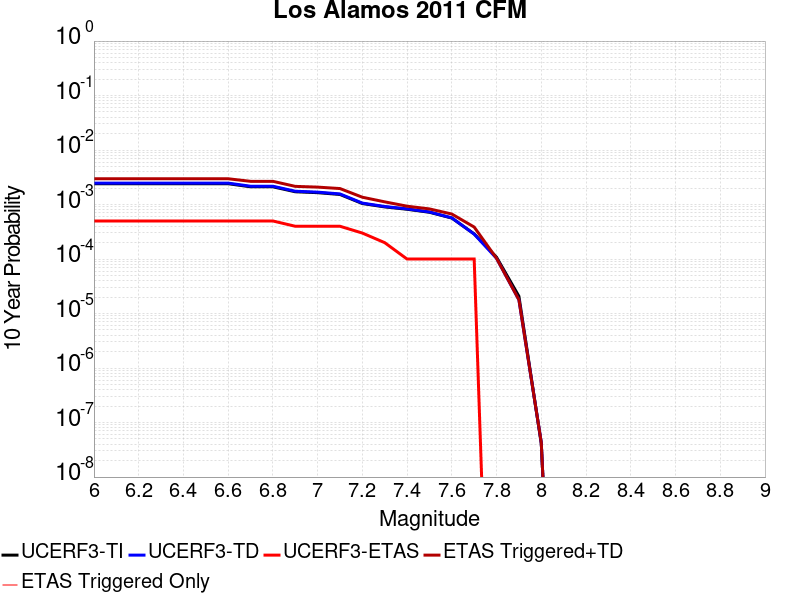 Los Alamos 2011 CFM
10^0
10^-1
10^-2
10^-3
10^-4
10^-5
10^-6
10^-7
10^-8
10 Year Probability
6 6.2 6.4 6.6 6.8 7 7.2 7.4 7.6 7.8 8 8.2 8.4 8.6 8.8 9
Magnitude
UCERF3-TI UCERF3-TD UCERF3-ETAS ETAS Triggered+TD
ETAS Triggered Only